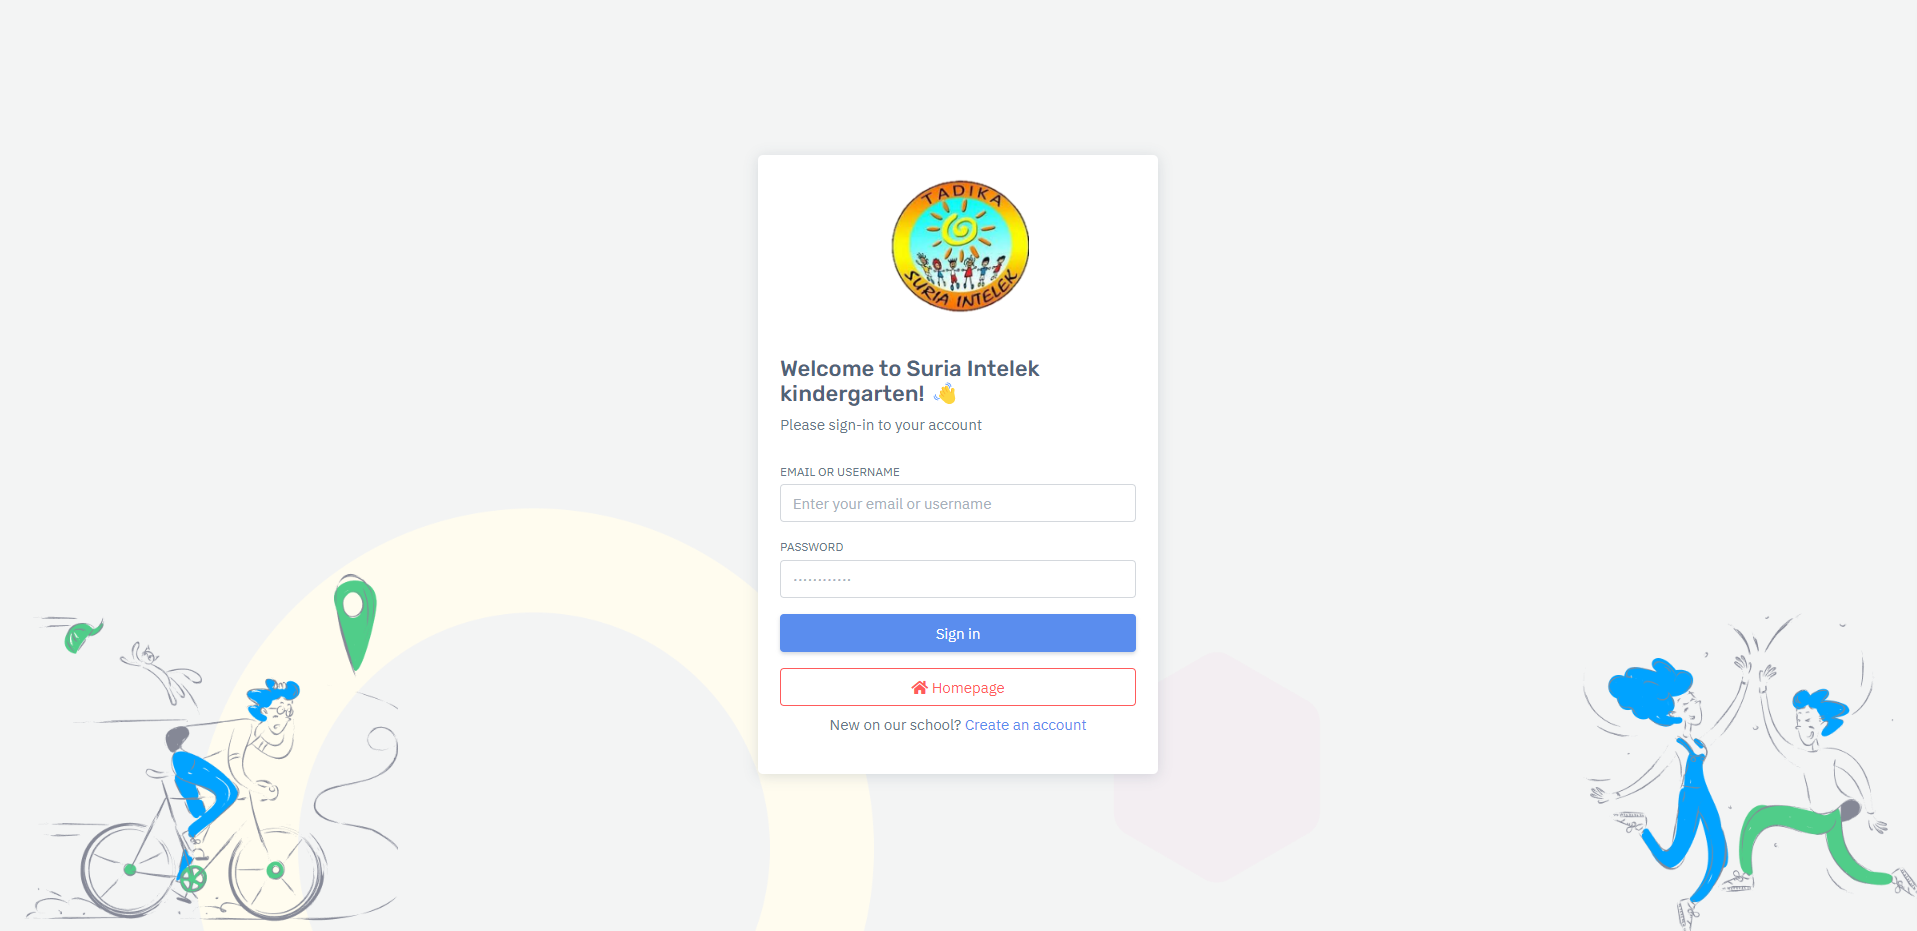 TADIKA
SURIA INTELEK
Welcome to Suria Intelek
kindergarten! 👋
Please sign-in to your account
EMAIL OR USERNAME
Enter your email or username
PASSWORD
············
Sign in
Homepage
New on our school? Create an account